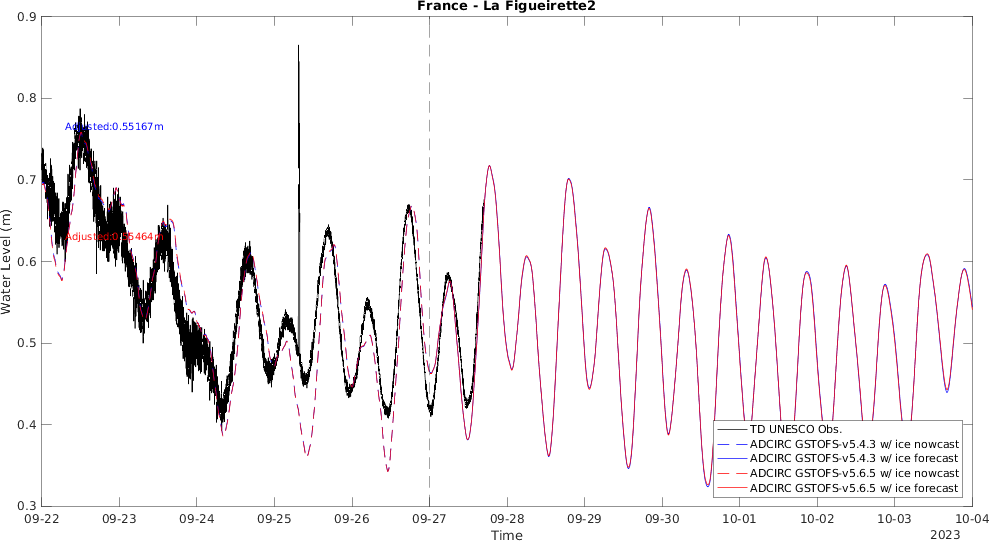 France - La Figueirette2
Water Level (m)
0.9
0.8
0.7
0.6
0.5
0.4
0.3
Adjusted:0.55167m
TD UNESCO Obs.
ADCIRC GSTOFS-v5.4.3 w/ ice nowcast
ADCIRC GSTOFS-v5.4.3 w/ ice forecast
ADCIRC GSTOFS-v5.6.5 w/ ice nowcast
ADCIRC GSTOFS-v5.6.5 w/ ice forecast
09-22 09-23 09-24 09-25 09-26 09-27 09-28 09-29 09-30 10-01 10-02 10-03 10-04
Time
2023